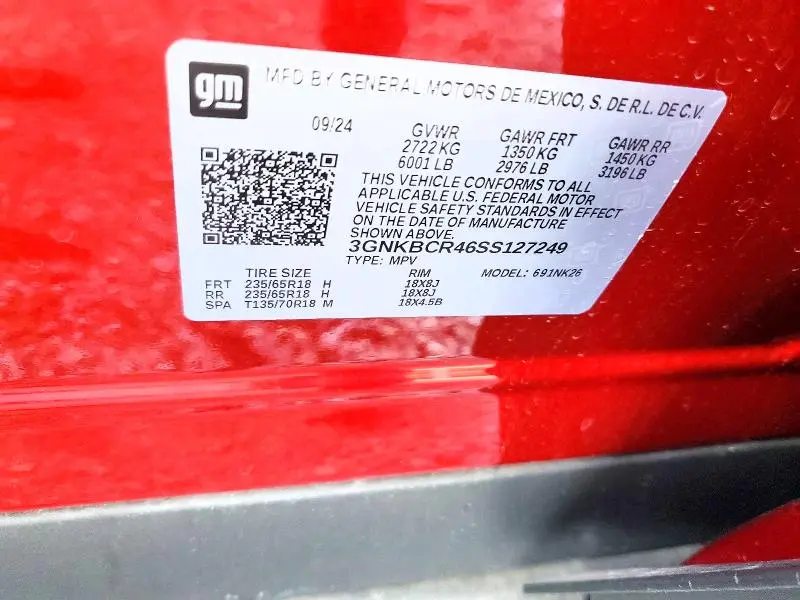 gm MFD BY GENERAL MOTORS DE MEXICO, S. DE R.L. DE C.V.
09/24 GVWR GAWR FRT GAWR RR
2722 KG 1350 KG 1450 KG
6001 LB 2976 LB 3196 LB
THIS VEHICLE CONFORMS TO ALL
APPLICABLE U.S. FEDERAL MOTOR
VEHICLE SAFETY STANDARDS IN EFFECT
ON THE DATE OF MANUFACTURE
SHOWN ABOVE.
3GNKBCR46SS127249
TYPE: MPV MODEL: 691NK26
TIRE SIZE RIM
FRT 235/65R18 H 18X8J
RR 235/65R18 H 18X8J
SPA T135/70R18 M 18X4.5B